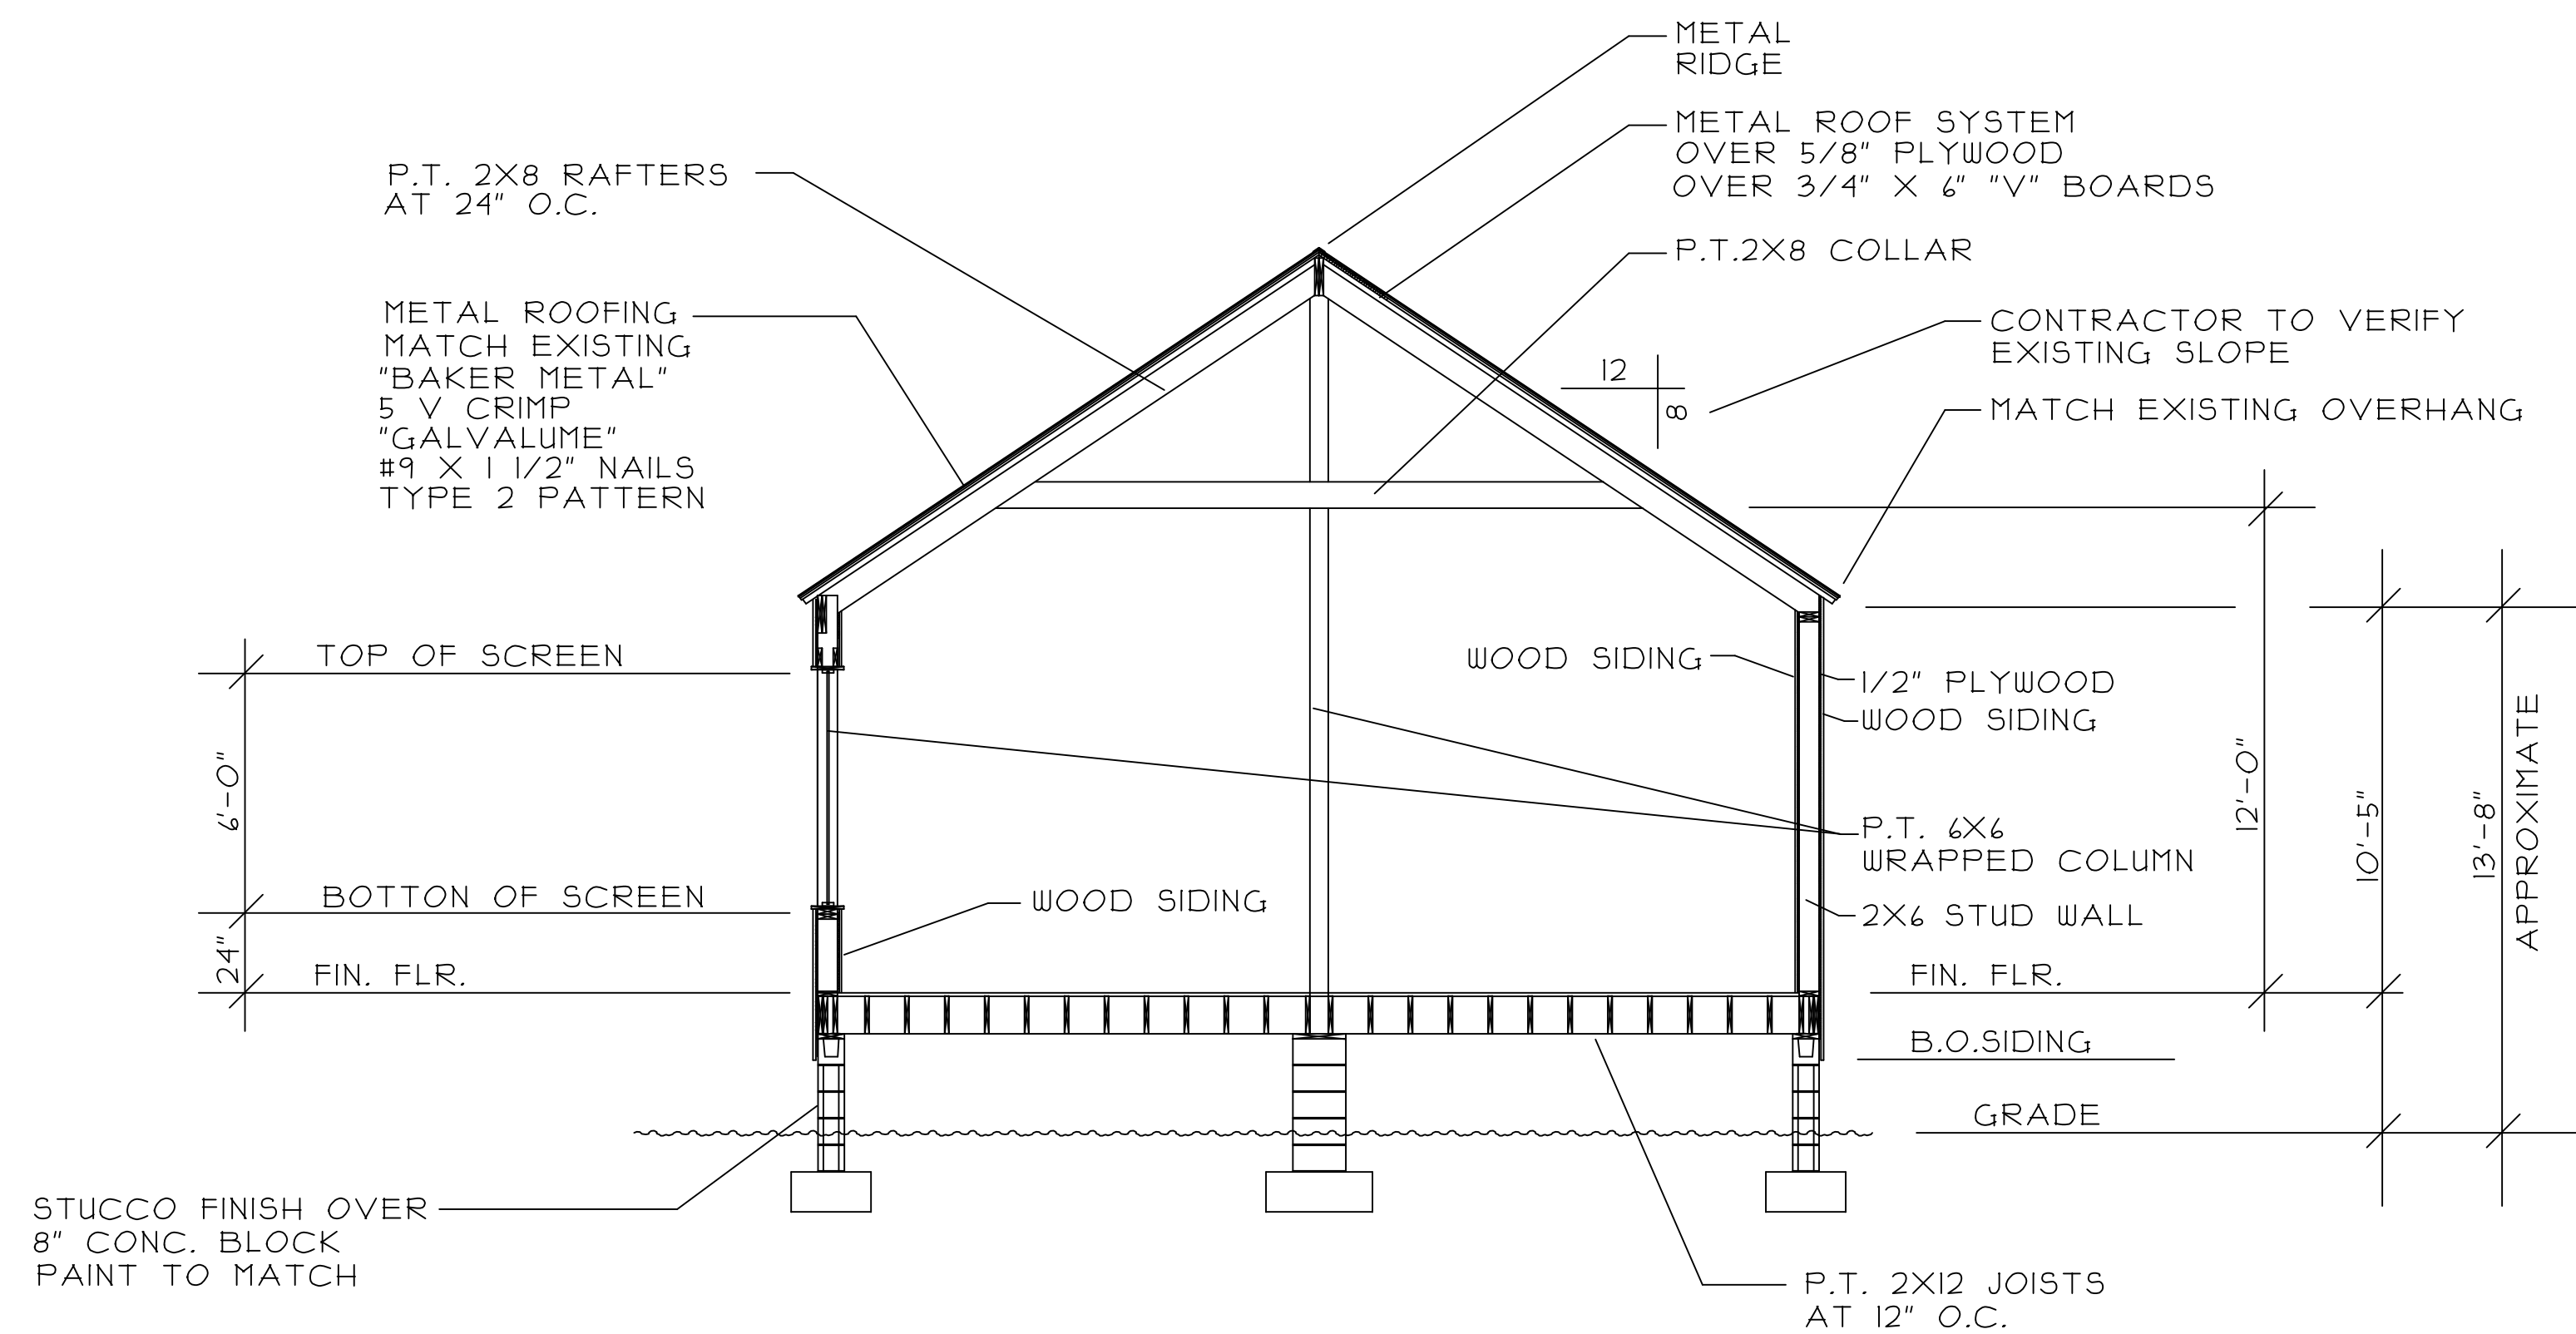 METAL
RIDGE
METAL ROOF SYSTEM
OVER 5/8" PLYWOOD
OVER 3/4" X 6" "V" BOARDS
P.T. 2X8 RAFTERS
AT 24" O.C.
P.T.2X8 COLLAR
METAL ROOFING
MATCH EXISTING
"BAKER METAL"
5 V CRIMP
"GALVALUME"
#9 X 1 1/2" NAILS
TYPE 2 PATTERN
CONTRACTOR TO VERIFY
EXISTING SLOPE
12
8
MATCH EXISTING OVERHANG
TOP OF SCREEN
WOOD SIDING
1/2" PLYWOOD
WOOD SIDING
6'-0"
12'-0"
10'-5"
13'-8"
APPROXIMATE
P.T. 6X6
WRAPPED COLUMN
BOTTON OF SCREEN
WOOD SIDING
2X6 STUD WALL
24"
FIN. FLR.
FIN. FLR.
B.O.SIDING
GRADE
STUCCO FINISH OVER
8" CONC. BLOCK
PAINT TO MATCH
P.T. 2X12 JOISTS
AT 12" O.C.